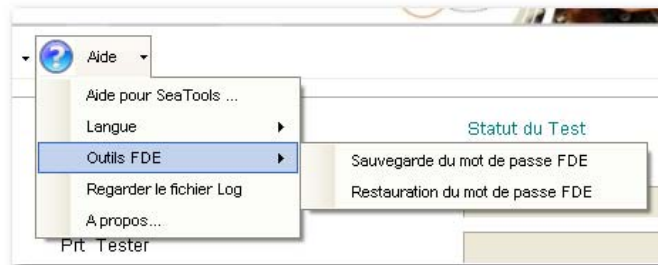 Aide
Aide pour SeaTools ...
Langue
Statut du Test
Outils FDE
Sauvegarde du mot de passe FDE
Regarder le fichier Log
Restauration du mot de passe FDE
A propos...
Prt Tester